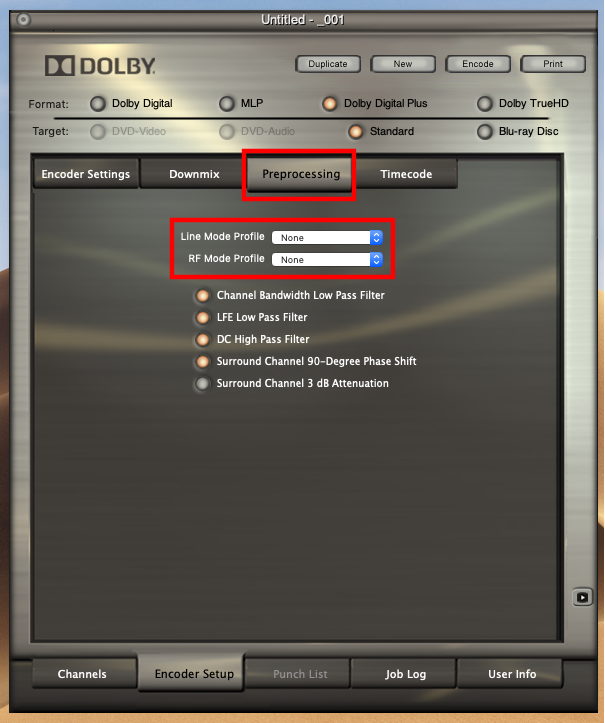 Untitled - _001
DOLBY
Duplicate New Encode Print
Format: Dolby Digital MLP Dolby Digital Plus Dolby TrueHD
Target: DVD-Video DVD-Audio Standard Blu-ray Disc
Encoder Settings Downmix Preprocessing Timecode
Line Mode Profile None
RF Mode Profile None
Channel Bandwidth Low Pass Filter
LFE Low Pass Filter
DC High Pass Filter
Surround Channel 90-Degree Phase Shift
Surround Channel 3 dB Attenuation
Channels Encoder Setup Punch List Job Log User Info